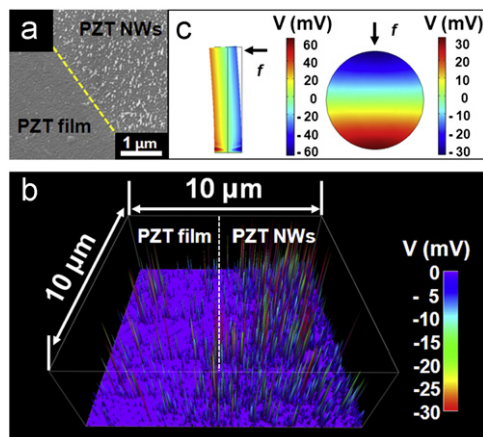 a
PZT NWs
PZT film
1 μm
c
f
V (mV)
60
40
20
0
- 20
- 40
- 60
f
V (mV)
30
20
10
0
- 10
- 20
- 30
b
10 μm
10 μm
PZT film
PZT NWs
V (mV)
0
- 5
- 10
- 15
- 20
- 25
- 30